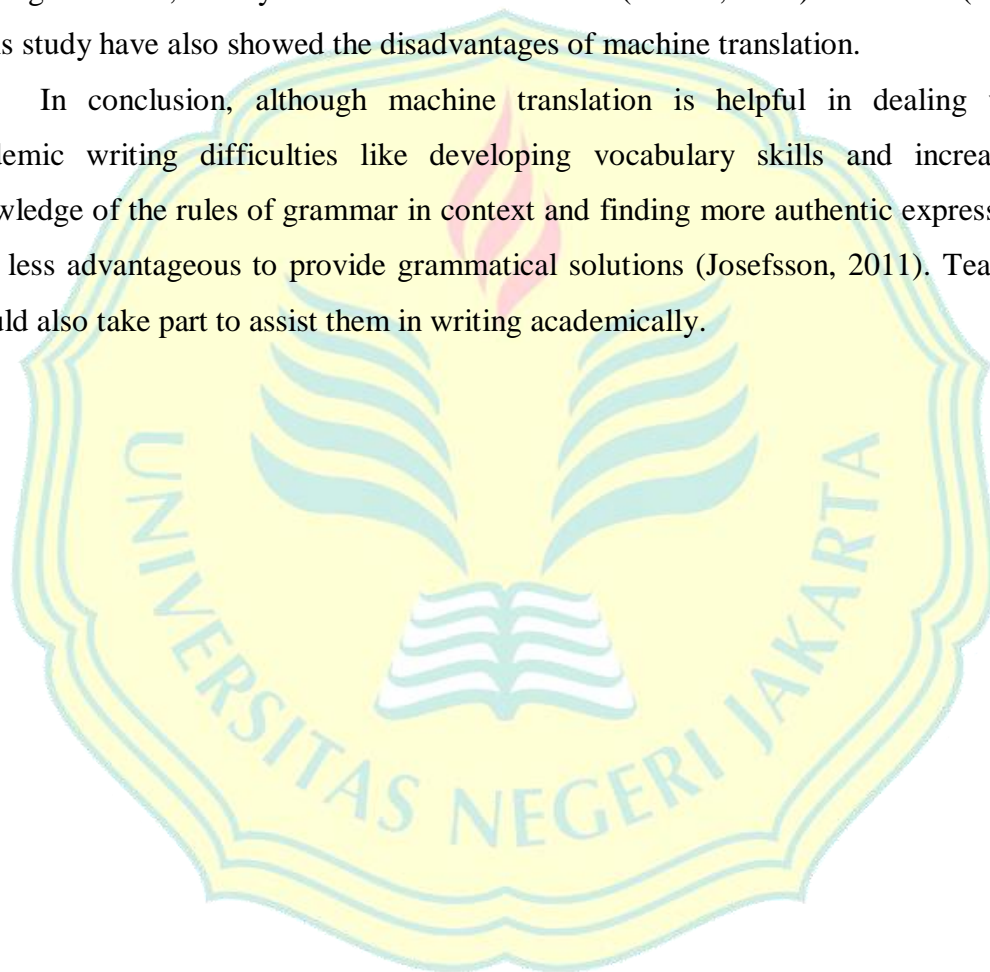 is study have also showed the disadvantages of machine translation.
In conclusion, although machine translation is helpful in dealing
demic writing difficulties like developing vocabulary skills and increa
wledge of the rules of grammar in context and finding more authentic express
less advantageous to provide grammatical solutions (Josefsson, 2011). Tea
uld also take part to assist them in writing academically.
UNIVERSITAS NEGERI JAKARTA